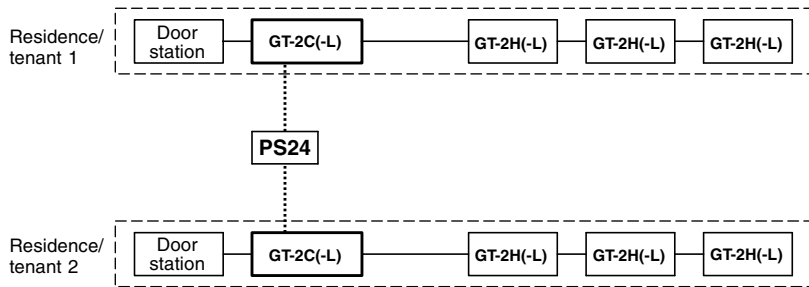 Residence/
tenant 1
Door
station
GT-2C(-L)
GT-2H(-L)
GT-2H(-L)
GT-2H(-L)
PS24
Residence/
tenant 2
Door
station
GT-2C(-L)
GT-2H(-L)
GT-2H(-L)
GT-2H(-L)